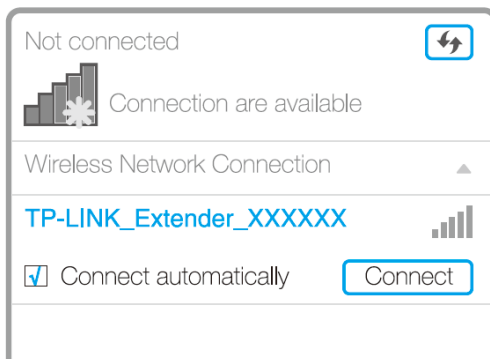 Not connected
Connection are available
Wireless Network Connection
TP-LINK_Extender_XXXXXX
Connect automatically
Connect